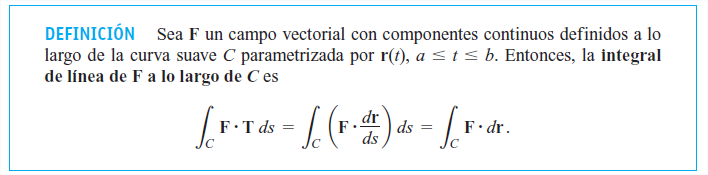 DEFINICIÓN Sea F un campo vectorial con componentes continuos definidos a lo
largo de la curva suave C parametrizada por r(t), a ≤ t ≤ b. Entonces, la integral
de línea de F a lo largo de C es
∫_C F · T ds = ∫_C (F · dr/ds) ds = ∫_C F · dr.